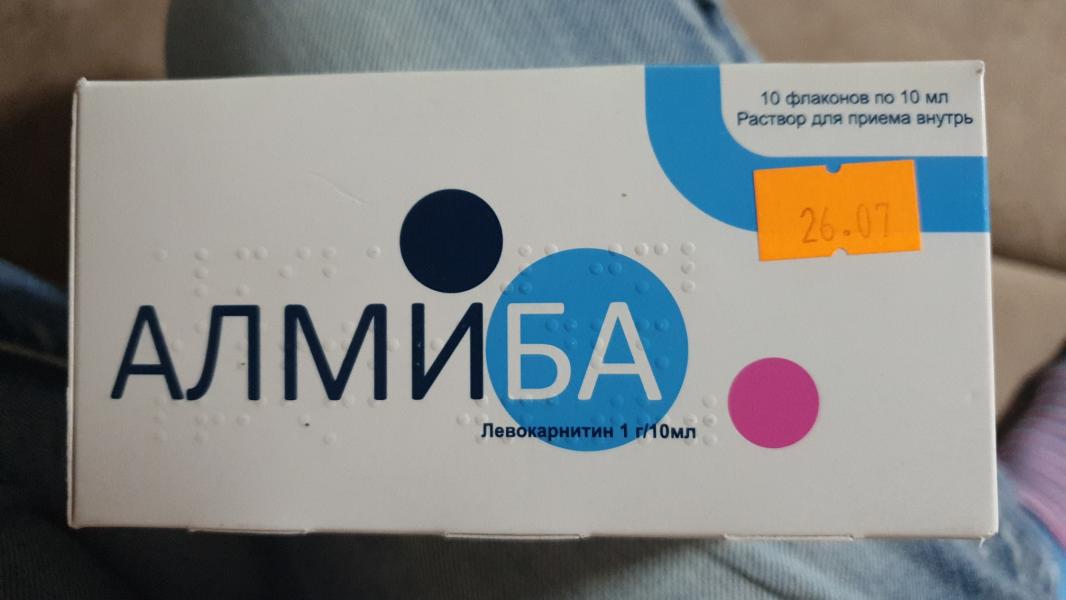 10 флаконов по 10 мл
Раствор для приема внутрь
26.07
АЛМИБА
Левокарнитин 1 г/10мл